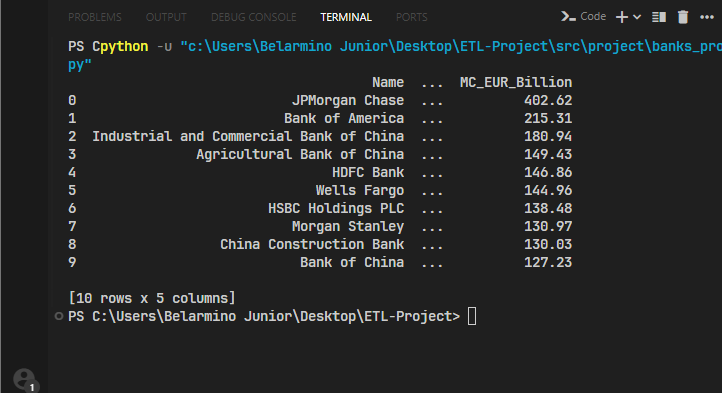 PROBLEMS OUTPUT DEBUG CONSOLE TERMINAL PORTS Code
PS Cpython -u "c:\Users\Belarmino Junior\Desktop\ETL-Project\src\project\banks_pro
py"
Name ... MC_EUR_Billion
0 JPMorgan Chase ... 402.62
1 Bank of America ... 215.31
2 Industrial and Commercial Bank of China ... 180.94
3 Agricultural Bank of China ... 149.43
4 HDFC Bank ... 146.86
5 Wells Fargo ... 144.96
6 HSBC Holdings PLC ... 138.48
7 Morgan Stanley ... 130.97
8 China Construction Bank ... 130.03
9 Bank of China ... 127.23
[10 rows x 5 columns]
PS C:\Users\Belarmino Junior\Desktop\ETL-Project>
1